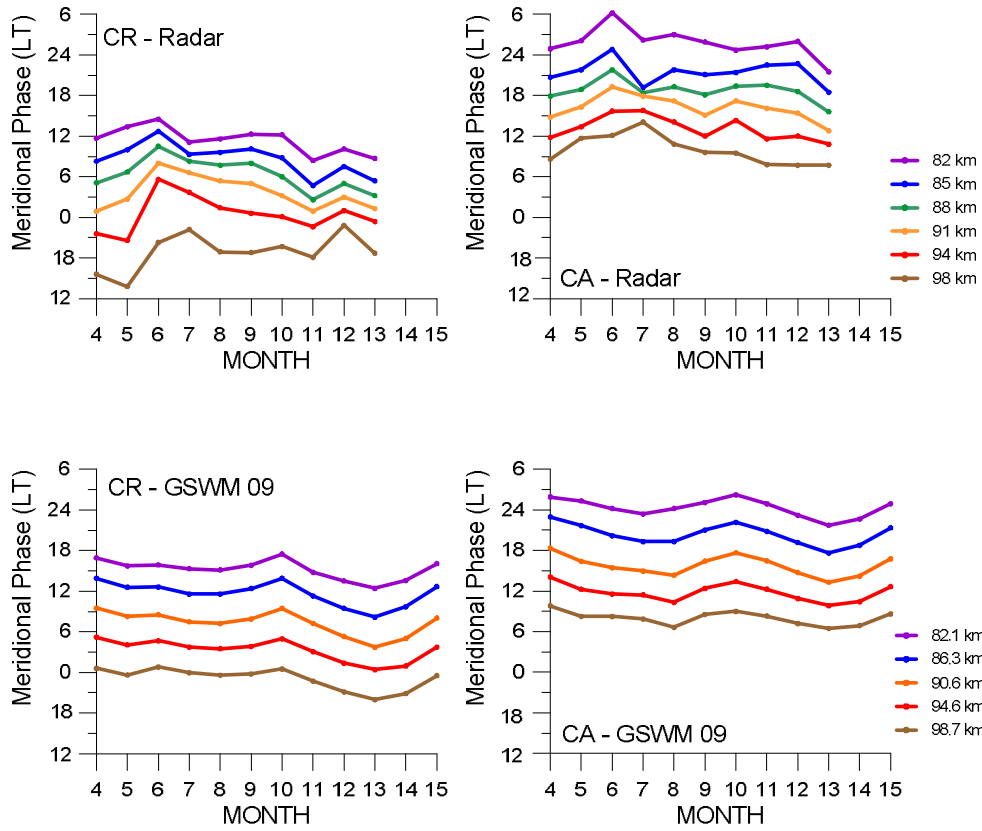 CR - Radar
Meridional Phase (LT)
6
24
18
12
6
0
18
12
4 5 6 7 8 9 10 11 12 13 14 15
MONTH
CA - Radar
Meridional Phase (LT)
6
24
18
12
6
0
18
12
4 5 6 7 8 9 10 11 12 13 14 15
MONTH
82 km
85 km
88 km
91 km
94 km
98 km
CR - GSWM 09
Meridional Phase (LT)
6
24
18
12
6
0
18
12
4 5 6 7 8 9 10 11 12 13 14 15
MONTH
CA - GSWM 09
Meridional Phase (LT)
6
24
18
12
6
0
18
12
4 5 6 7 8 9 10 11 12 13 14 15
MONTH
82.1 km
86.3 km
90.6 km
94.6 km
98.7 km